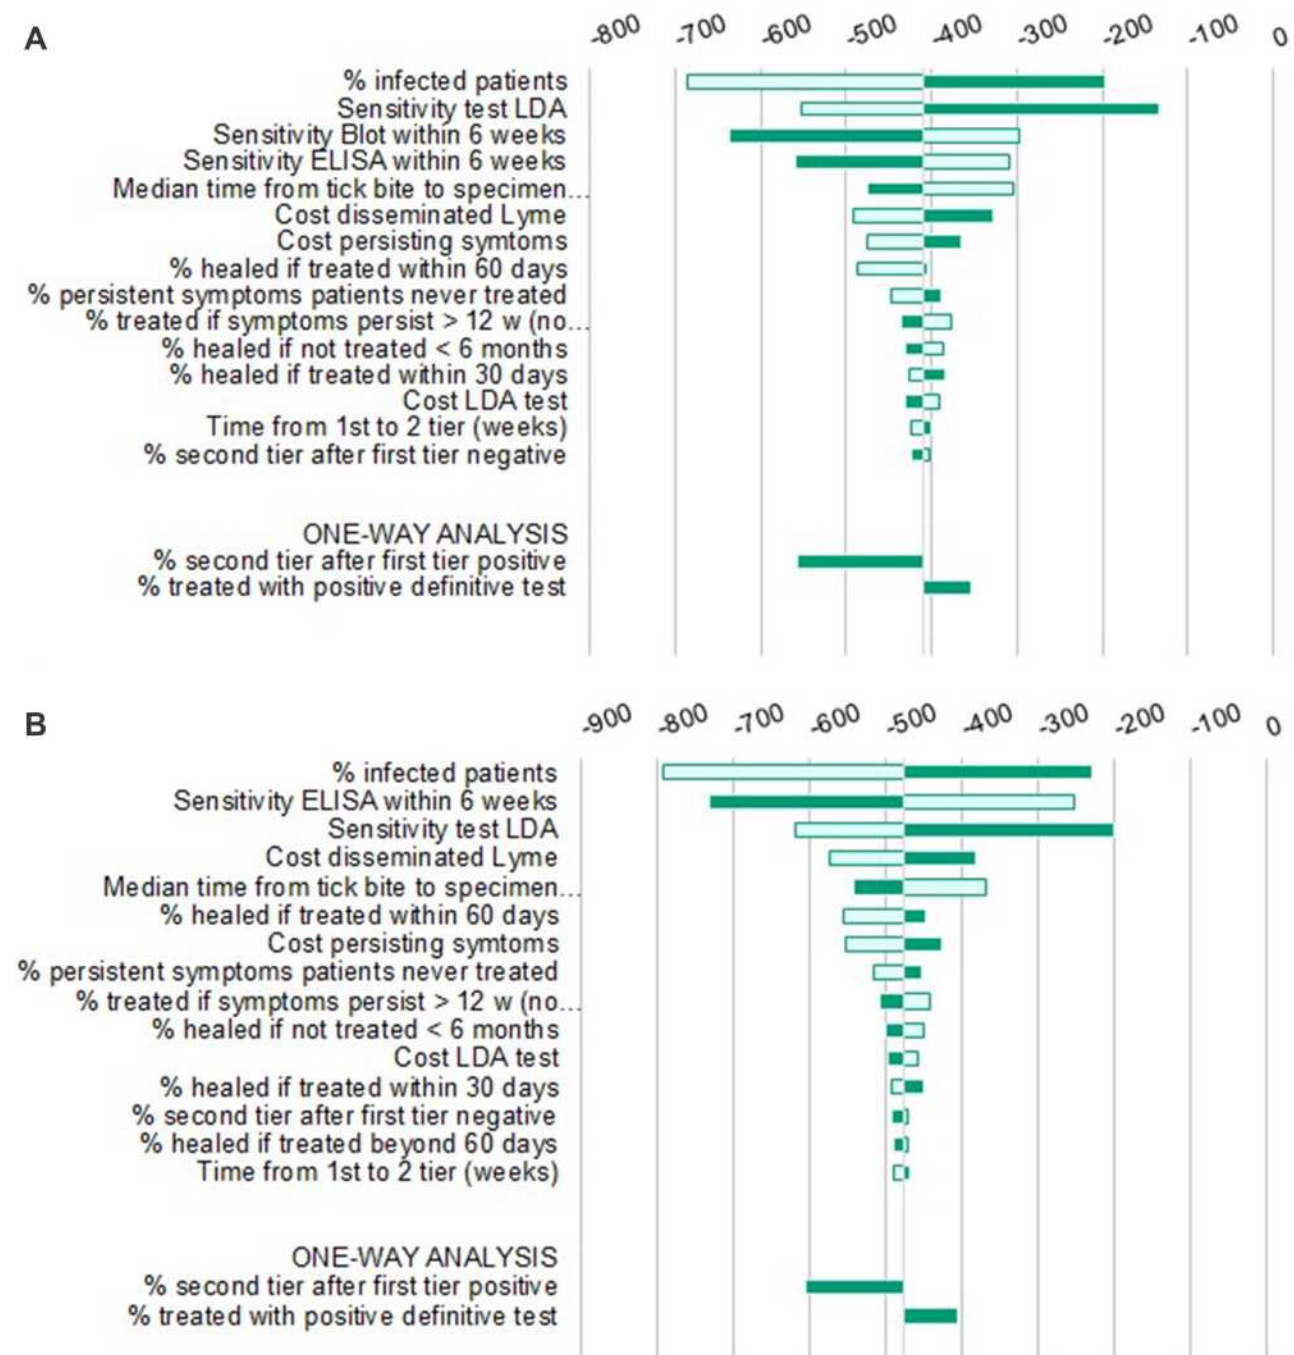 A
-800 -700 -600 -500 -400 -300 -200 -100 0
% infected patients
Sensitivity test LDA
Sensitivity Blot within 6 weeks
Sensitivity ELISA within 6 weeks
Median time from tick bite to specimen...
Cost disseminated Lyme
Cost persisting symtoms
% healed if treated within 60 days
% persistent symptoms patients never treated
% treated if symptoms persist > 12 w (no...
% healed if not treated < 6 months
% healed if treated within 30 days
Cost LDA test
Time from 1st to 2 tier (weeks)
% second tier after first tier negative
ONE-WAY ANALYSIS
% second tier after first tier positive
% treated with positive definitive test
B
-900 -800 -700 -600 -500 -400 -300 -200 -100 0
% infected patients
Sensitivity ELISA within 6 weeks
Sensitivity test LDA
Cost disseminated Lyme
Median time from tick bite to specimen...
% healed if treated within 60 days
Cost persisting symtoms
% persistent symptoms patients never treated
% treated if symptoms persist > 12 w (no...
% healed if not treated < 6 months
Cost LDA test
% healed if treated within 30 days
% second tier after first tier negative
% healed if treated beyond 60 days
Time from 1st to 2 tier (weeks)
ONE-WAY ANALYSIS
% second tier after first tier positive
% treated with positive definitive test